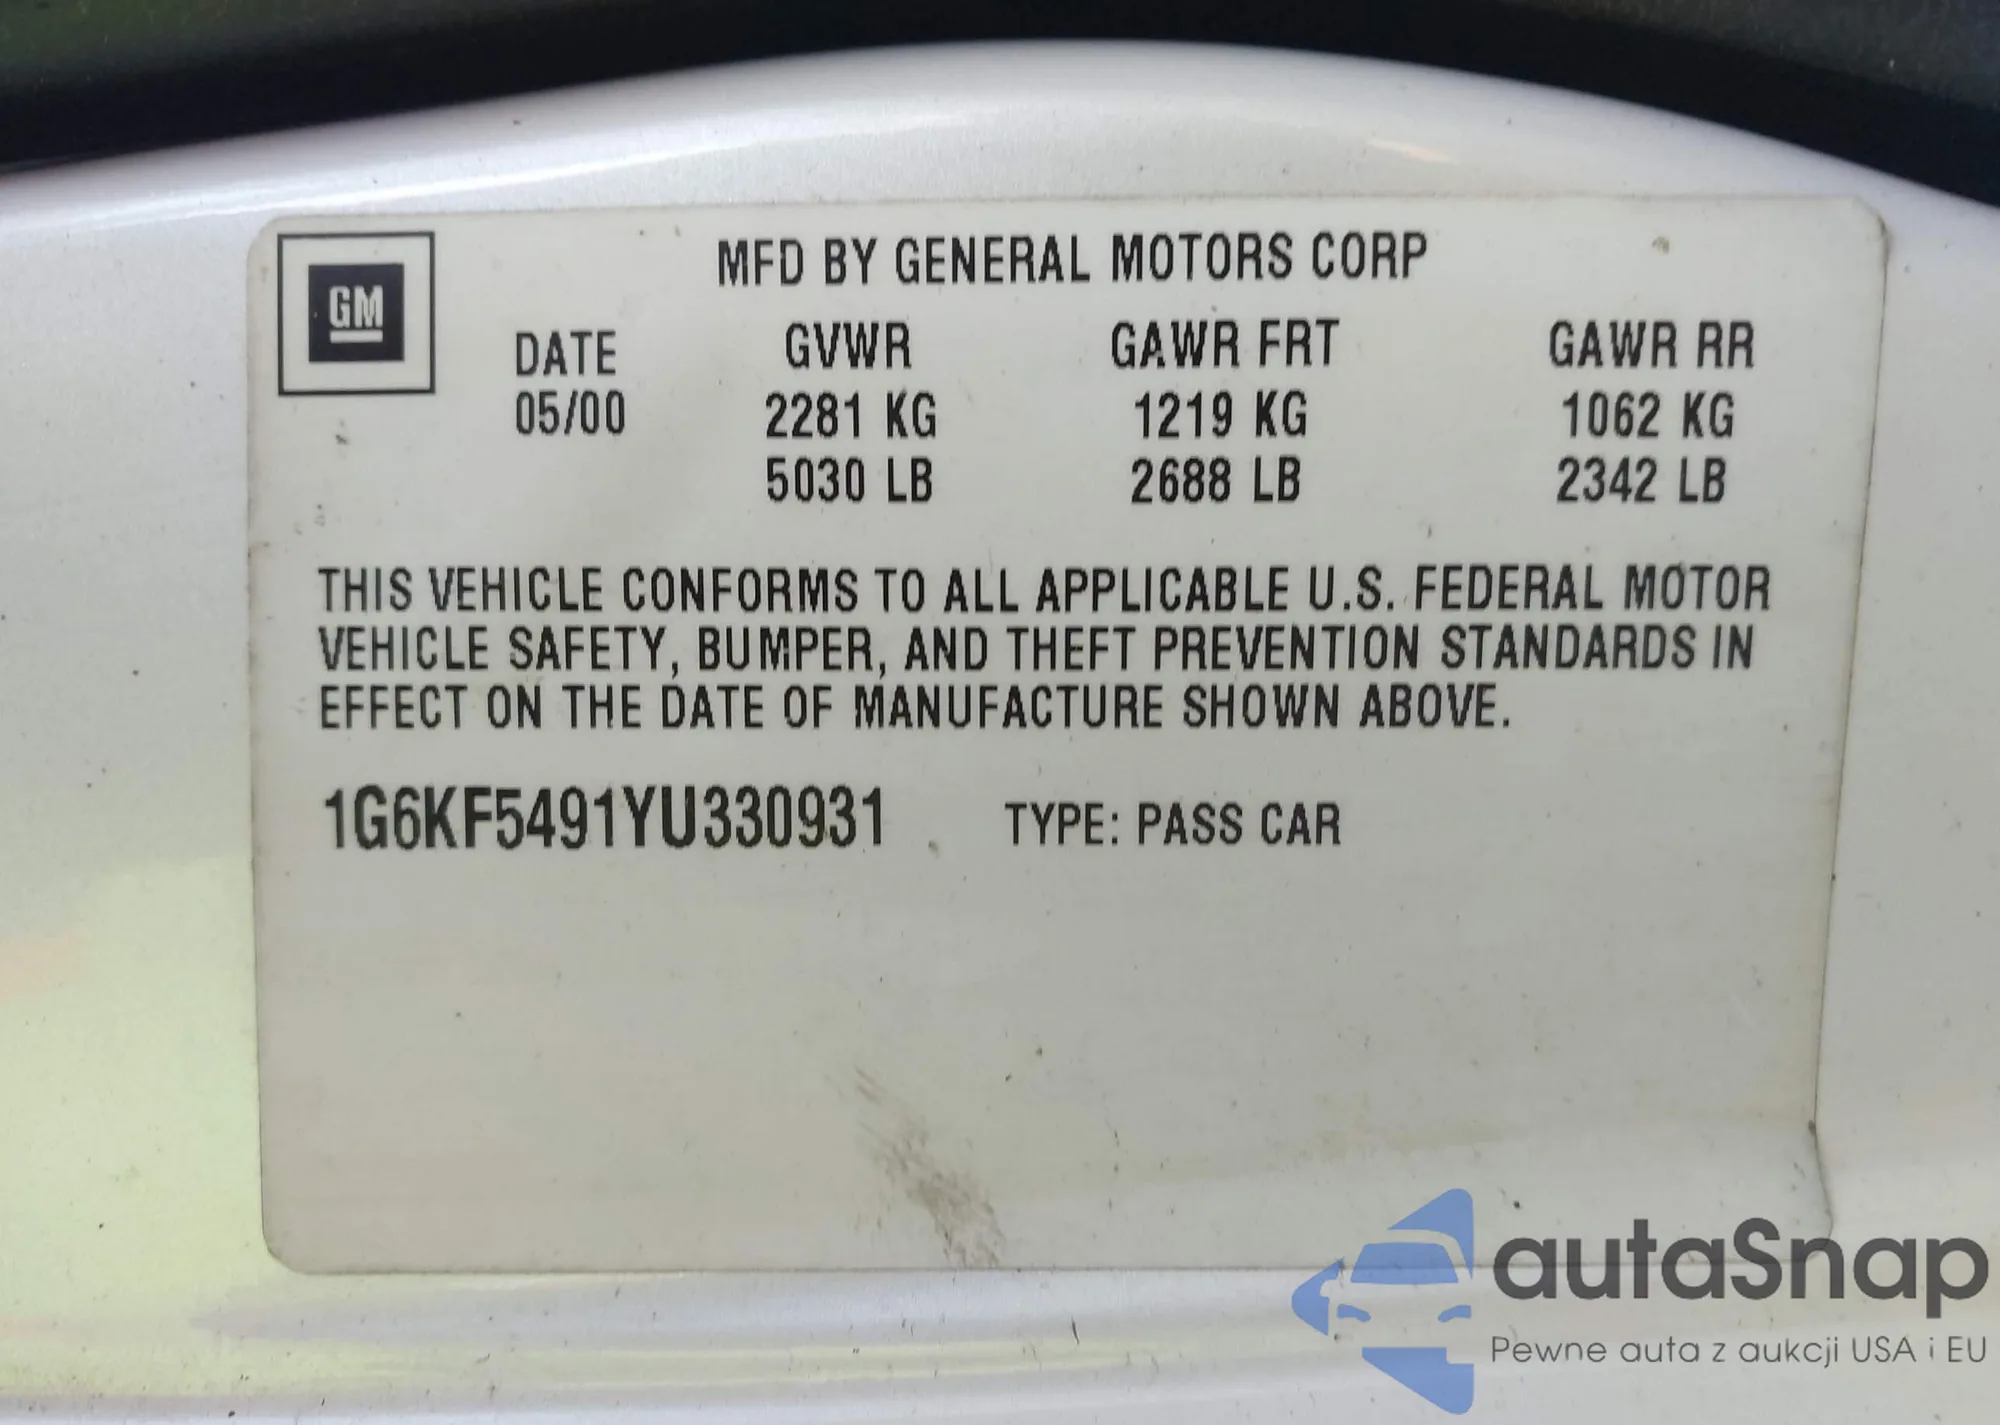 GM
MFD BY GENERAL MOTORS CORP
DATE GVWR GAWR FRT GAWR RR
05/00 2281 KG 1219 KG 1062 KG
5030 LB 2688 LB 2342 LB
THIS VEHICLE CONFORMS TO ALL APPLICABLE U.S. FEDERAL MOTOR
VEHICLE SAFETY, BUMPER, AND THEFT PREVENTION STANDARDS IN
EFFECT ON THE DATE OF MANUFACTURE SHOWN ABOVE.
1G6KF5491YU330931 TYPE: PASS CAR
autaSnap
Pewne auta z aukcji USA i EU